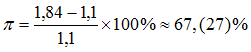 π = (1,84 − 1,1)/1,1 × 100% ≈ 67,(27)%